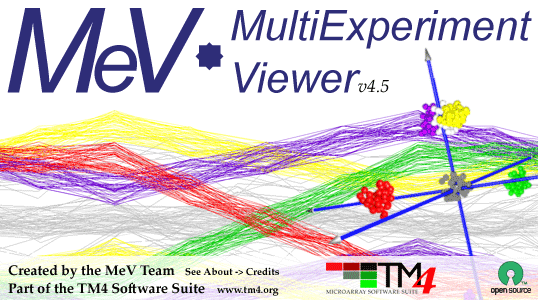 MeV
MultiExperiment
Viewer v4.5
Created by the MeV Team See About -> Credits
Part of the TM4 Software Suite www.tm4.org
TM4
MICROARRAY SOFTWARE SUITE
TM
open source